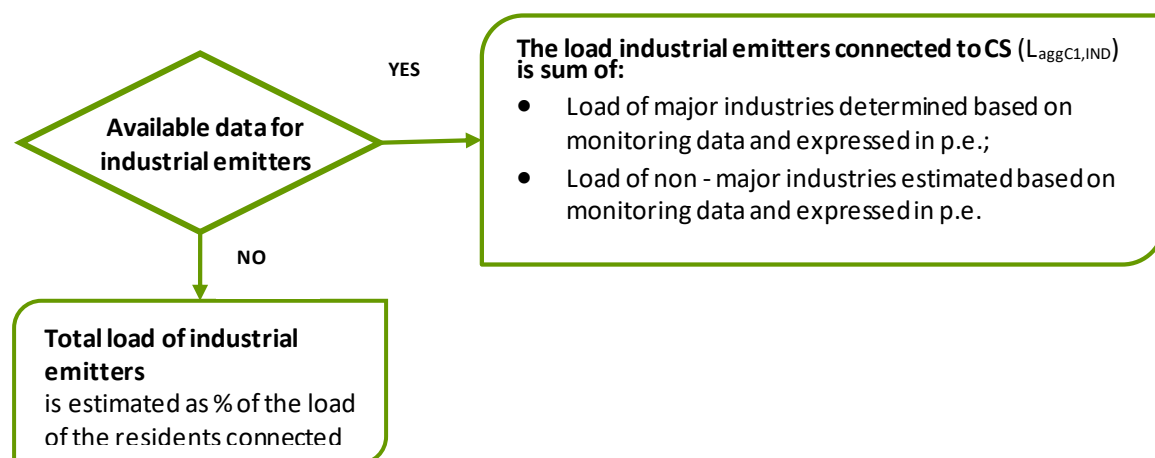 YES
The load industrial emitters connected to CS (LaggC1,IND)
is sum of:
• Load of major industries determined based on
monitoring data and expressed in p.e.;
• Load of non - major industries estimated based on
monitoring data and expressed in p.e.
Available data for
industrial emitters
NO
Total load of industrial
emitters
is estimated as % of the load
of the residents connected